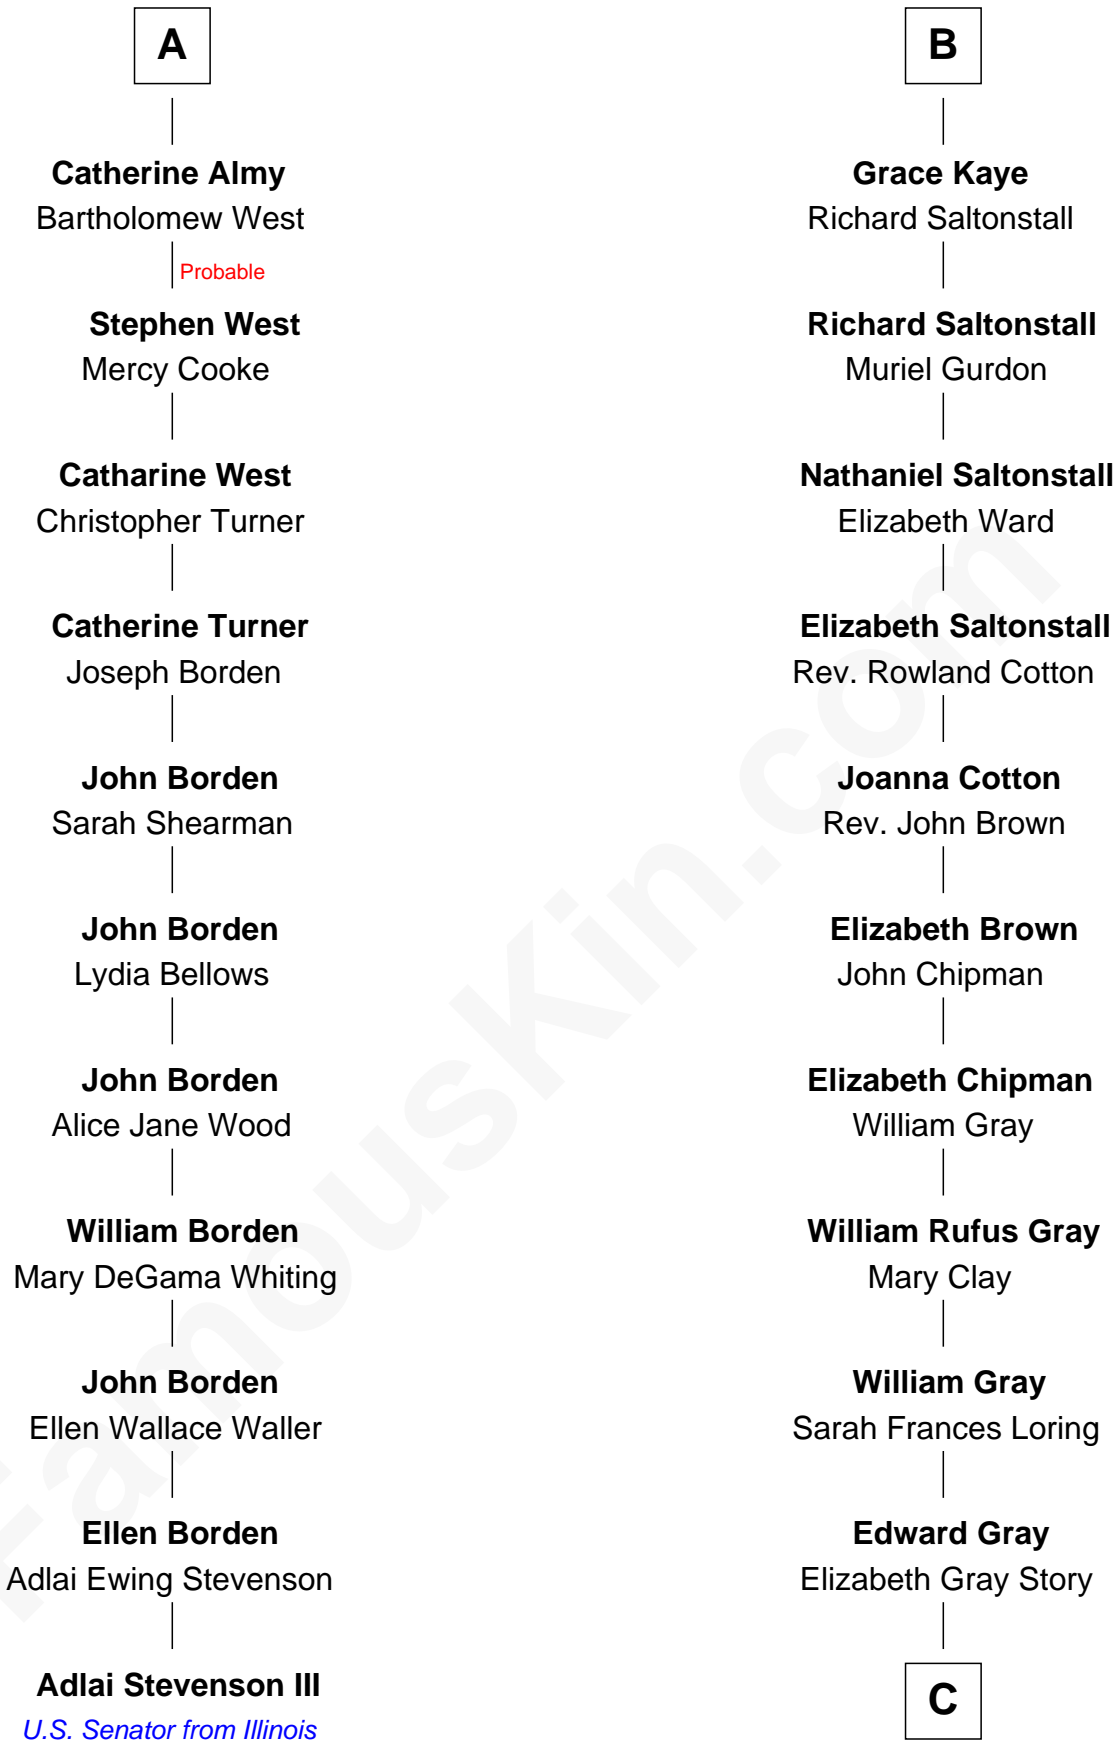 A
Catherine Almy
Bartholomew West
Probable
Stephen West
Mercy Cooke
Catharine West
Christopher Turner
Catherine Turner
Joseph Borden
John Borden
Sarah Shearman
John Borden
Lydia Bellows
John Borden
Alice Jane Wood
William Borden
Mary DeGama Whiting
John Borden
Ellen Wallace Waller
Ellen Borden
Adlai Ewing Stevenson
Adlai Stevenson III
U.S. Senator from Illinois
B
Grace Kaye
Richard Saltonstall
Richard Saltonstall
Muriel Gurdon
Nathaniel Saltonstall
Elizabeth Ward
Elizabeth Saltonstall
Rev. Rowland Cotton
Joanna Cotton
Rev. John Brown
Elizabeth Brown
John Chipman
Elizabeth Chipman
William Gray
William Rufus Gray
Mary Clay
William Gray
Sarah Frances Loring
Edward Gray
Elizabeth Gray Story
C
FamousKin.com